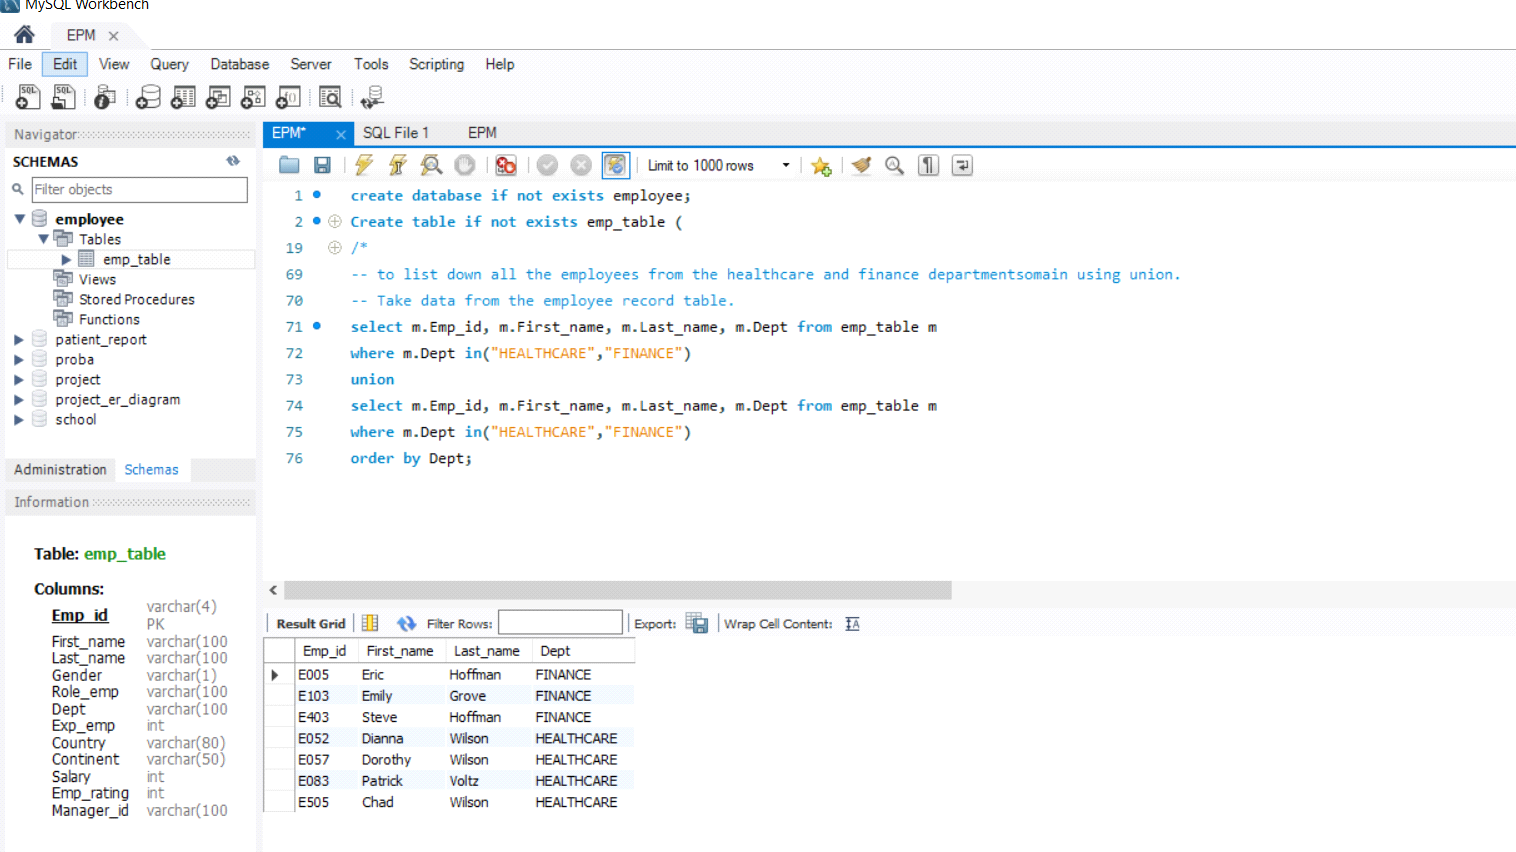 MySQL Workbench
EPM
File Edit View Query Database Server Tools Scripting Help
Navigator
SCHEMAS
Filter objects
employee
Tables
emp_table
Views
Stored Procedures
Functions
patient_report
proba
project
project_er_diagram
school
Administration Schemas
Information
Table: emp_table
Columns:
Emp_id varchar(4) PK
First_name varchar(100
Last_name varchar(100
Gender varchar(1)
Role_emp varchar(100
Dept varchar(100
Exp_emp int
Country varchar(80)
Continent varchar(50)
Salary int
Emp_rating int
Manager_id varchar(100
EPM* SQL File 1 EPM
Limit to 1000 rows
1 create database if not exists employee;
2 Create table if not exists emp_table (
19 /*
69 -- to list down all the employees from the healthcare and finance departmentsomain using union.
70 -- Take data from the employee record table.
71 select m.Emp_id, m.First_name, m.Last_name, m.Dept from emp_table m
72 where m.Dept in("HEALTHCARE","FINANCE")
73 union
74 select m.Emp_id, m.First_name, m.Last_name, m.Dept from emp_table m
75 where m.Dept in("HEALTHCARE","FINANCE")
76 order by Dept;
Result Grid Filter Rows: Export: Wrap Cell Content:
Emp_id First_name Last_name Dept
E005 Eric Hoffman FINANCE
E103 Emily Grove FINANCE
E403 Steve Hoffman FINANCE
E052 Dianna Wilson HEALTHCARE
E057 Dorothy Wilson HEALTHCARE
E083 Patrick Voltz HEALTHCARE
E505 Chad Wilson HEALTHCARE